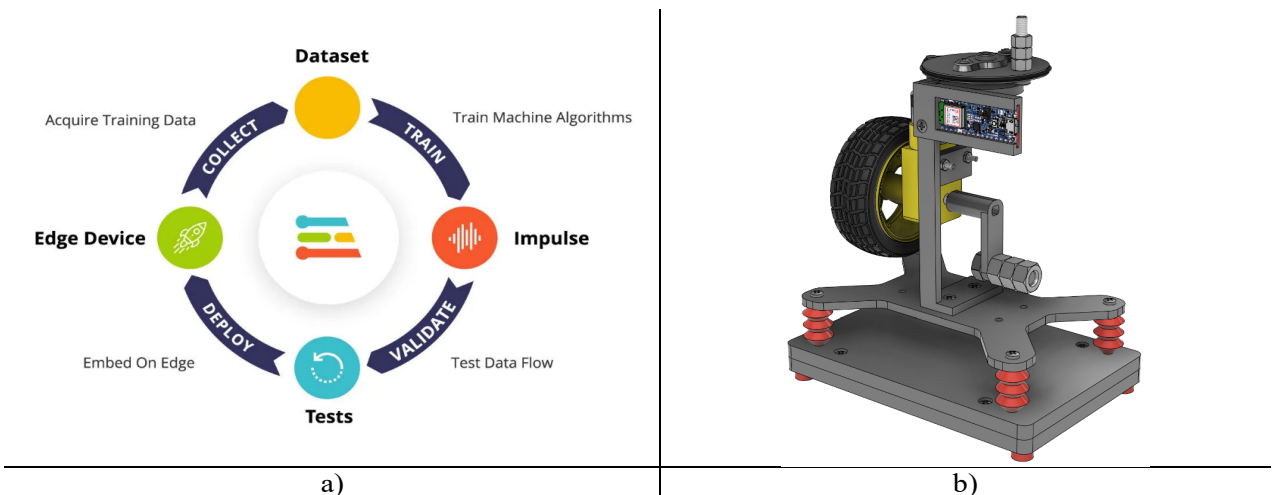 Dataset
Acquire Training Data
Train Machine Algorithms
COLLECT
TRAIN
Edge Device
Impulse
DEPLOY
VALIDATE
Embed On Edge
Test Data Flow
Tests
a)
b)